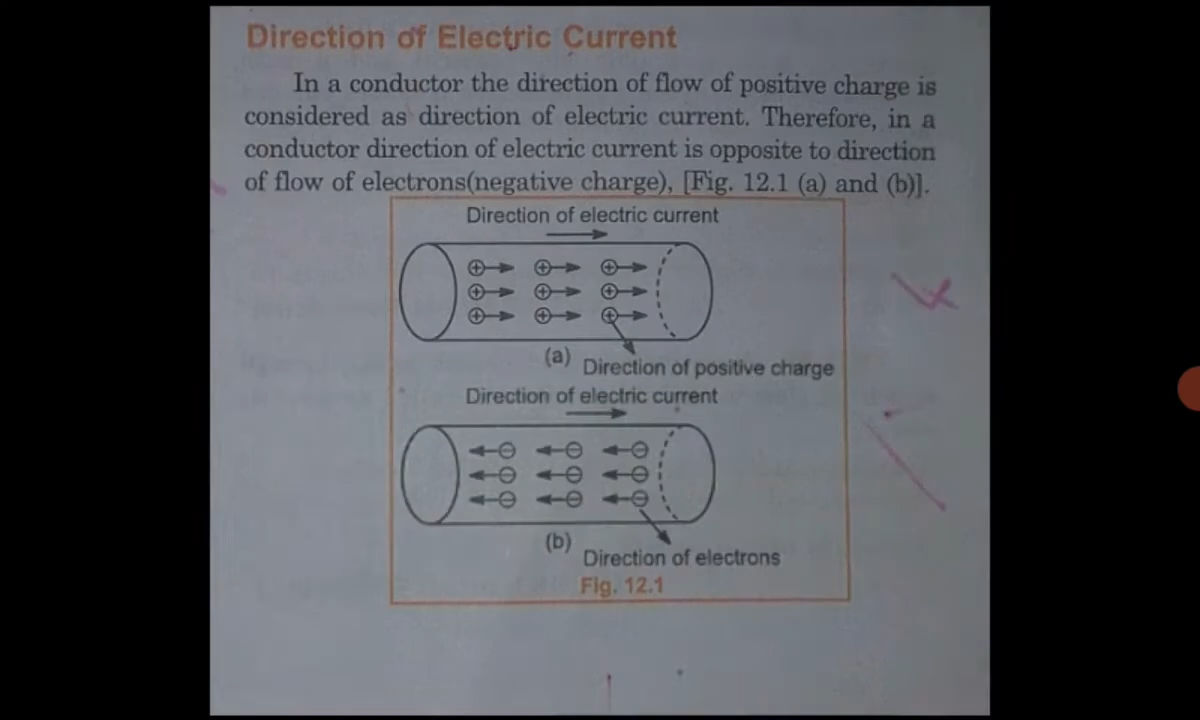 Direction of Electric Current
In a conductor the direction of flow of positive charge is
considered as direction of electric current. Therefore, in a
conductor direction of electric current is opposite to direction
of flow of electrons(negative charge), [Fig. 12.1 (a) and (b)].
Direction of electric current
(a)
Direction of positive charge
Direction of electric current
(b)
Direction of electrons
Fig. 12.1